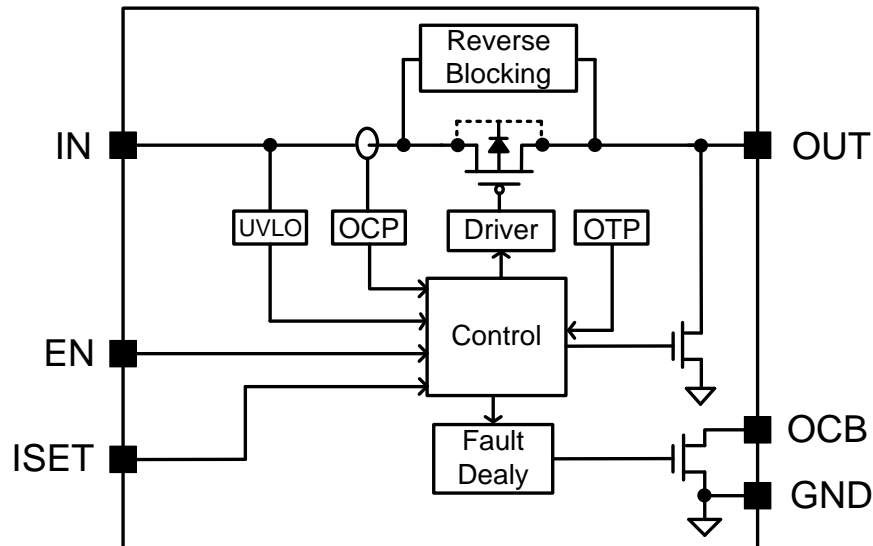 Reverse
Blocking
IN
OUT
UVLO
OCP
Driver
OTP
Control
EN
ISET
Fault
Dealy
OCB
GND